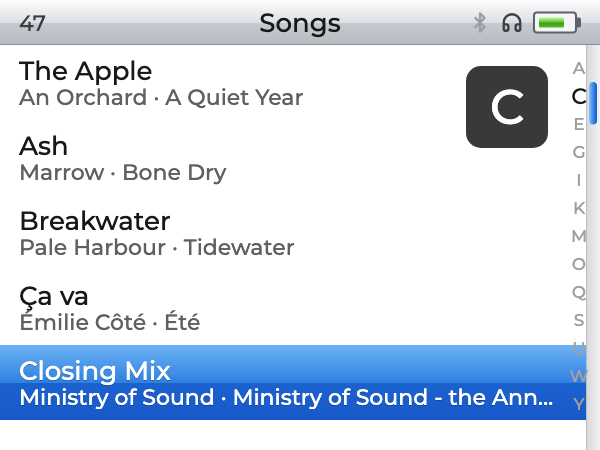 47
Songs
The Apple
An Orchard · A Quiet Year
Ash
Marrow · Bone Dry
Breakwater
Pale Harbour · Tidewater
Ça va
Émilie Côté · Été
Closing Mix
Ministry of Sound · Ministry of Sound - the Ann...
C
A
C
E
G
I
K
M
O
Q
S
U
W
Y